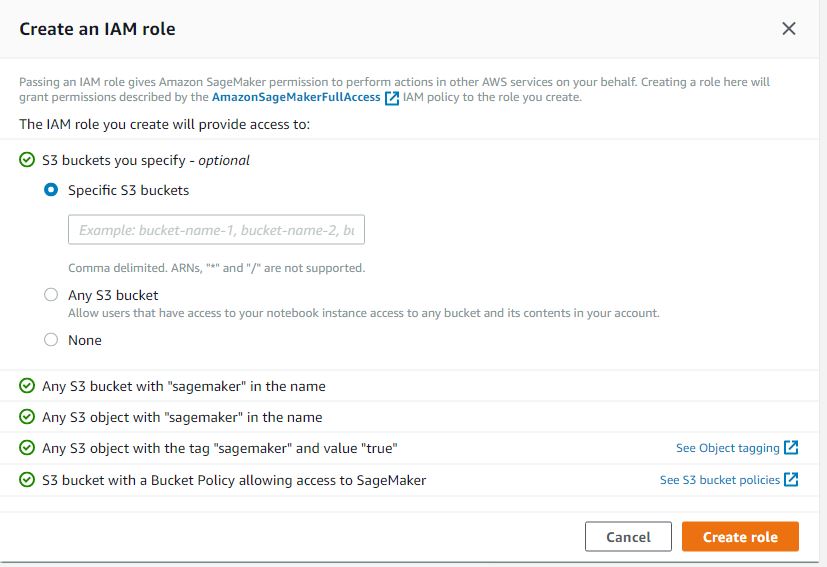 Create an IAM role
Passing an IAM role gives Amazon SageMaker permission to perform actions in other AWS services on your behalf. Creating a role here will
grant permissions described by the AmazonSageMakerFullAccess IAM policy to the role you create.
The IAM role you create will provide access to:
S3 buckets you specify - optional
Specific S3 buckets
Example: bucket-name-1, bucket-name-2, bu
Comma delimited. ARNs, "*" and "/" are not supported.
Any S3 bucket
Allow users that have access to your notebook instance access to any bucket and its contents in your account.
None
Any S3 bucket with "sagemaker" in the name
Any S3 object with "sagemaker" in the name
Any S3 object with the tag "sagemaker" and value "true" See Object tagging
S3 bucket with a Bucket Policy allowing access to SageMaker See S3 bucket policies
Cancel Create role